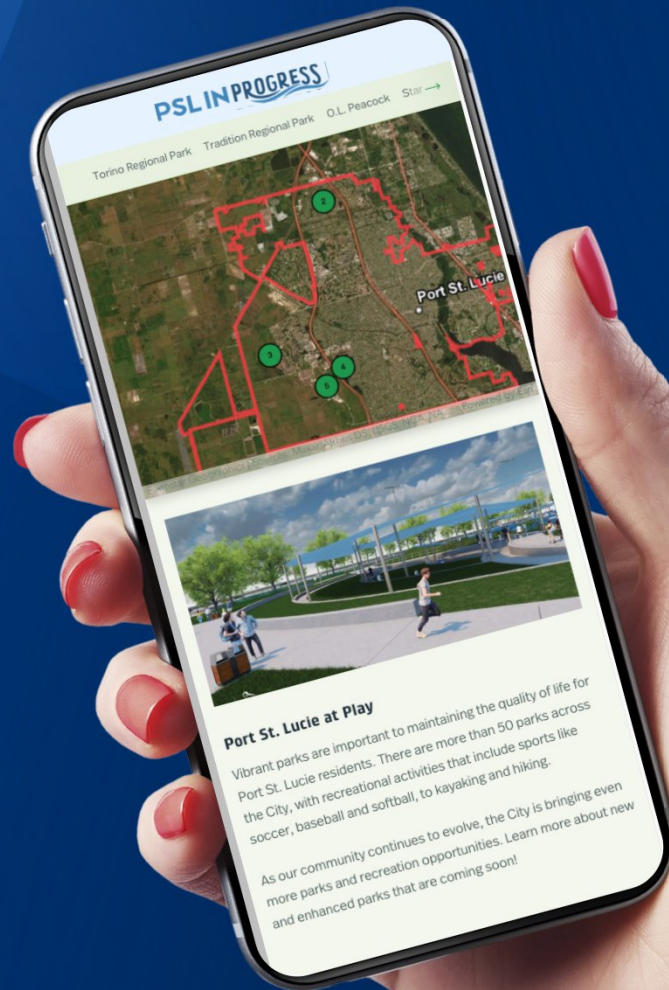 PSL IN PROGRESS
Torino Regional Park Tradition Regional Park O.L. Peacock Star →
2
Port St. Lucie
3
4
5
Powered by Esri
Port St. Lucie at Play
Vibrant parks are important to maintaining the quality of life for
Port St. Lucie residents. There are more than 50 parks across
the City, with recreational activities that include sports like
soccer, baseball and softball, to kayaking and hiking.
As our community continues to evolve, the City is bringing even
more parks and recreation opportunities. Learn more about new
and enhanced parks that are coming soon!